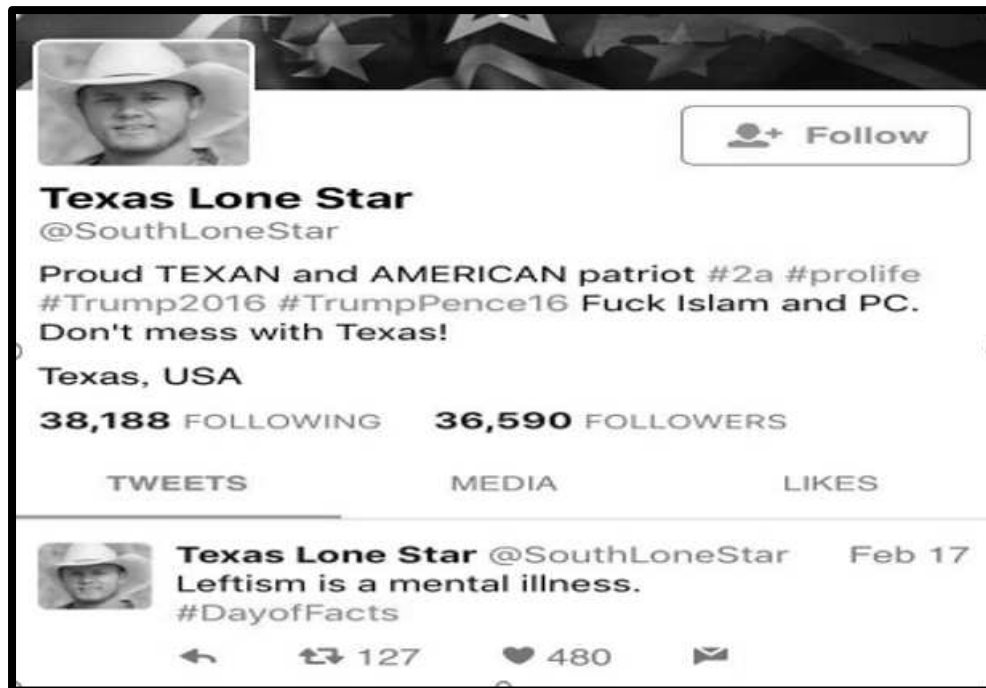 Follow
Texas Lone Star
@SouthLoneStar
Proud TEXAN and AMERICAN patriot #2a #prolife
#Trump2016 #TrumpPence16 Fuck Islam and PC.
Don't mess with Texas!
Texas, USA
38,188 FOLLOWING 36,590 FOLLOWERS
TWEETS MEDIA LIKES
Texas Lone Star @SouthLoneStar Feb 17
Leftism is a mental illness.
#DayofFacts
127 480